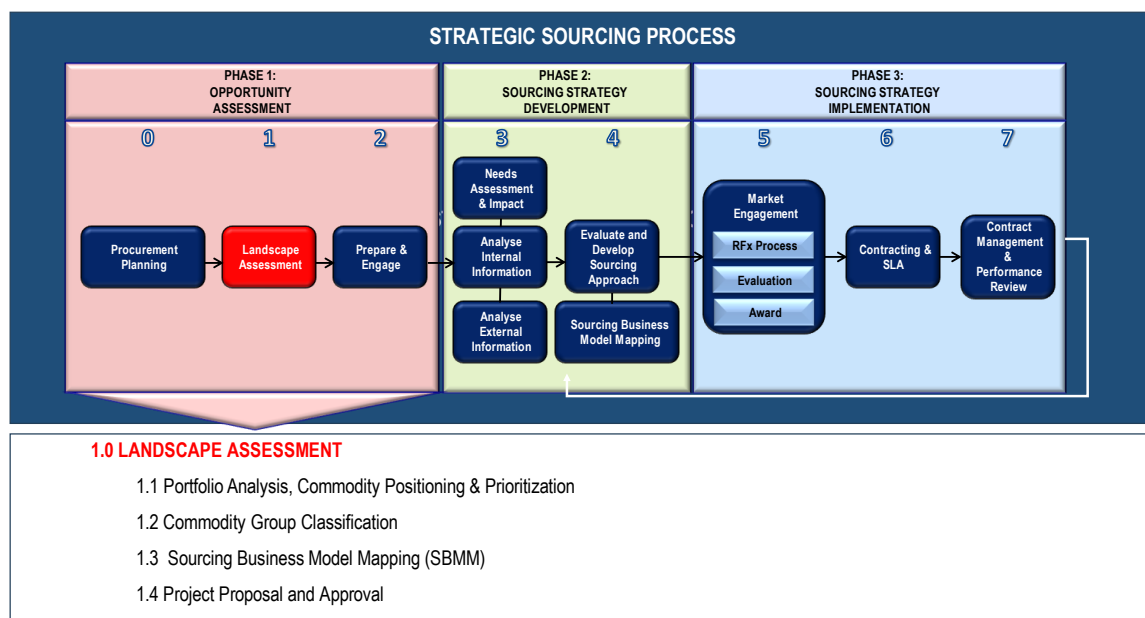 STRATEGIC SOURCING PROCESS
PHASE 1:
OPPORTUNITY
ASSESSMENT
PHASE 2:
SOURCING STRATEGY
DEVELOPMENT
PHASE 3:
SOURCING STRATEGY
IMPLEMENTATION
0
1
2
3
4
5
6
7
Procurement
Planning
Landscape
Assessment
Prepare &
Engage
Needs
Assessment
& Impact
Analyse
Internal
Information
Analyse
External
Information
Evaluate and
Develop
Sourcing
Approach
Sourcing Business
Model Mapping
Market
Engagement
RFx Process
Evaluation
Award
Contracting &
SLA
Contract
Management
&
Performance
Review
1.0 LANDSCAPE ASSESSMENT
1.1 Portfolio Analysis, Commodity Positioning & Prioritization
1.2 Commodity Group Classification
1.3 Sourcing Business Model Mapping (SBMM)
1.4 Project Proposal and Approval